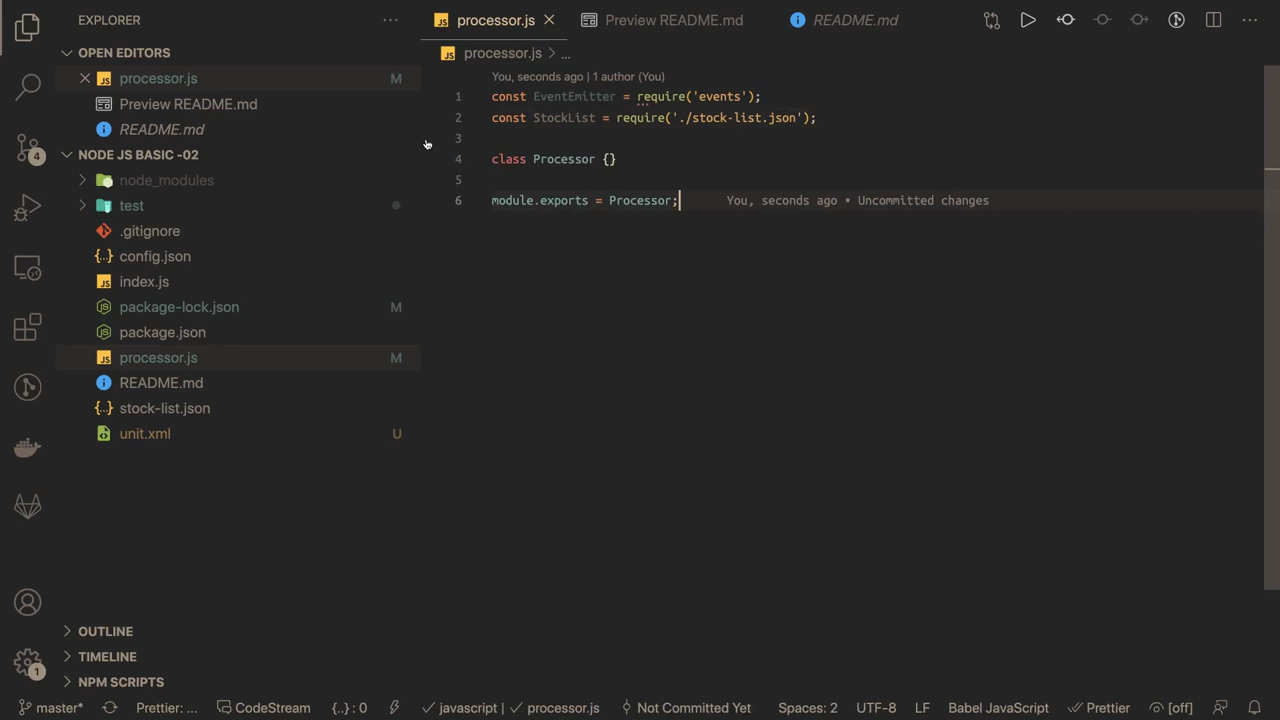 EXPLORER
OPEN EDITORS
processor.js M
Preview README.md
README.md
NODE JS BASIC -02
node_modules
test
.gitignore
config.json
index.js
package-lock.json M
package.json
processor.js M
README.md
stock-list.json
unit.xml U
OUTLINE
TIMELINE
NPM SCRIPTS
4
1
JS processor.js
Preview README.md
README.md
JS processor.js > ...
You, seconds ago | 1 author (You)
1 const EventEmitter = require('events');
2 const StockList = require('./stock-list.json');
3
4 class Processor {}
5
6 module.exports = Processor; You, seconds ago • Uncommitted changes
master* Prettier: ... CodeStream {..} : 0 javascript | processor.js Not Committed Yet Spaces: 2 UTF-8 LF Babel JavaScript Prettier [off]